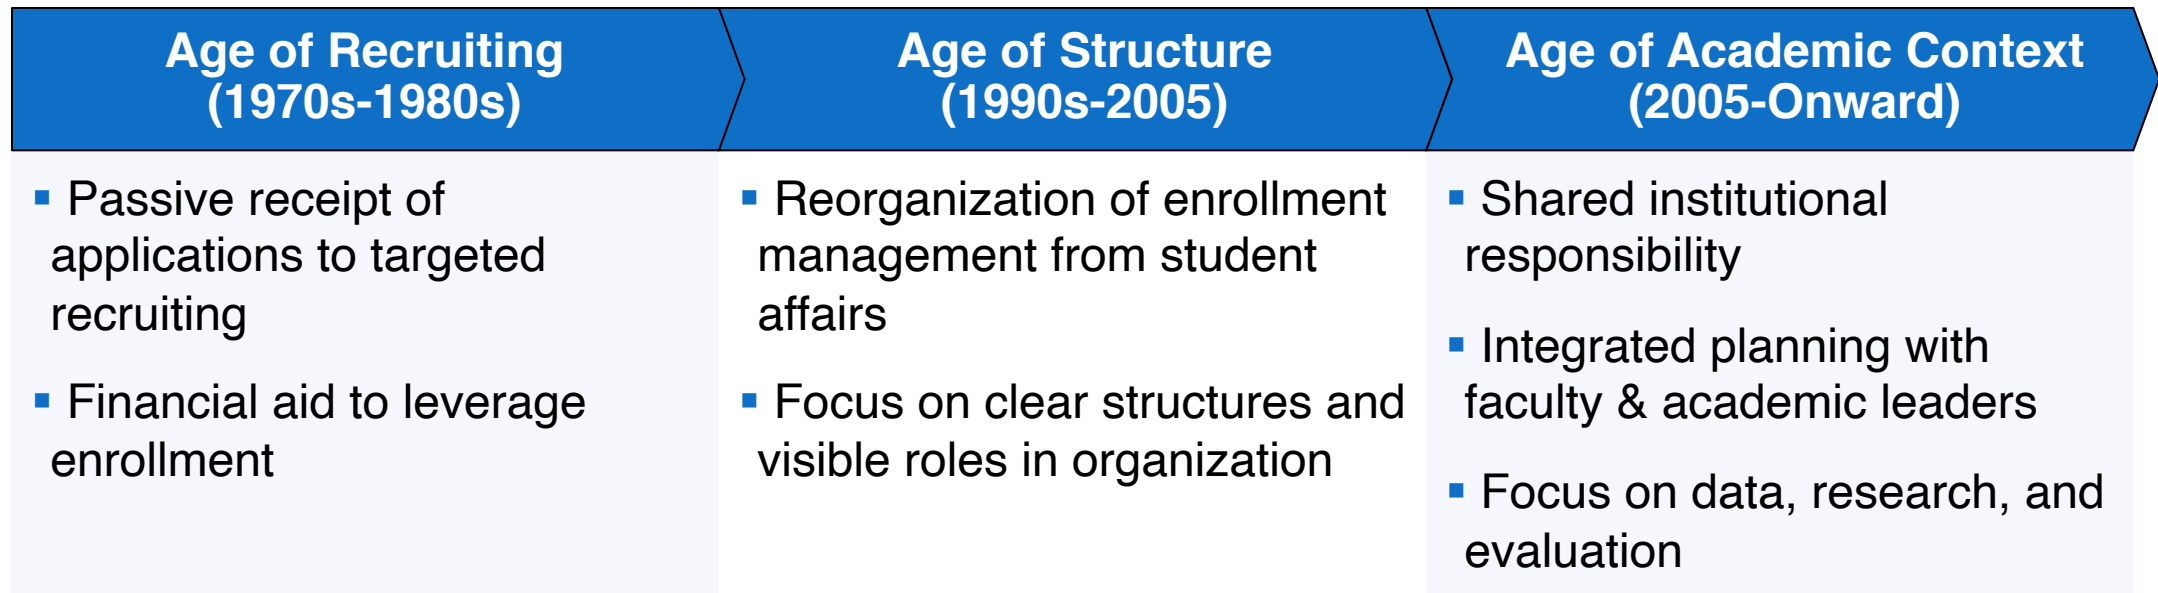 Age of Recruiting
(1970s-1980s)
▪ Passive receipt of
applications to targeted
recruiting
▪ Financial aid to leverage
enrollment
Age of Structure
(1990s-2005)
▪ Reorganization of enrollment
management from student
affairs
▪ Focus on clear structures and
visible roles in organization
Age of Academic Context
(2005-Onward)
▪ Shared institutional
responsibility
▪ Integrated planning with
faculty & academic leaders
▪ Focus on data, research, and
evaluation